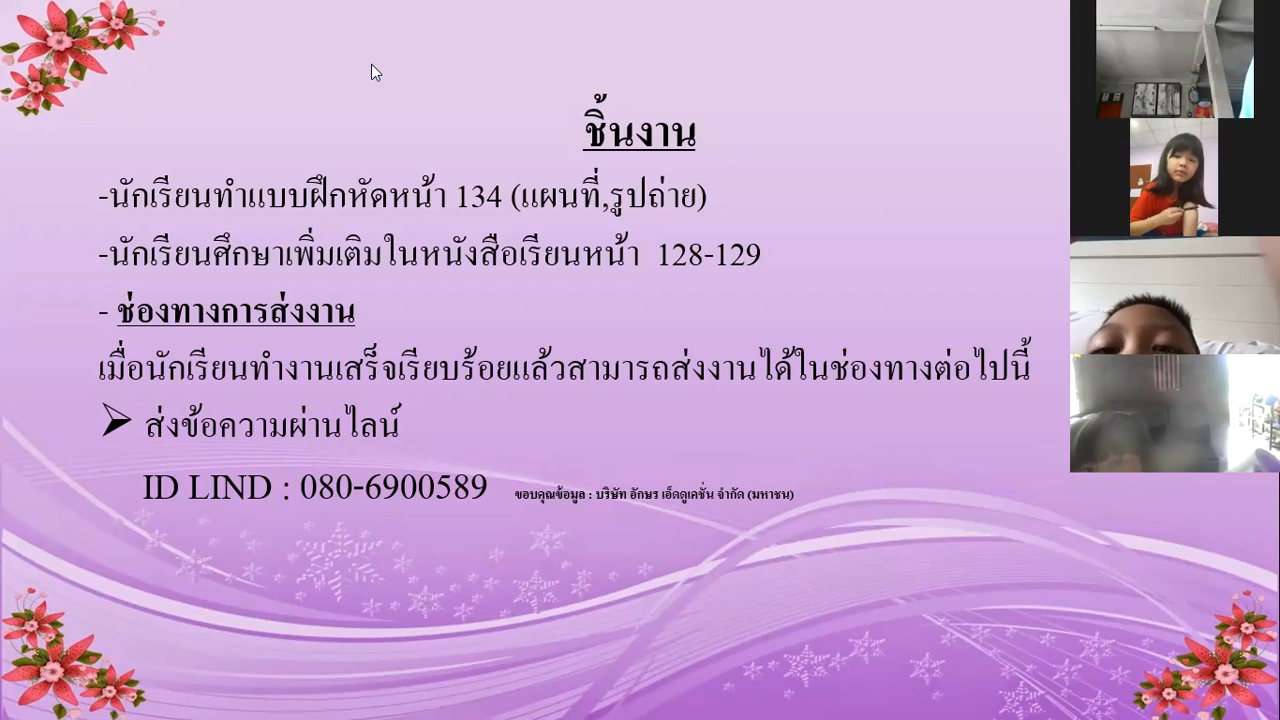 ชิ้นงาน
-นักเรียนทำแบบฝึกหัดหน้า 134 (แผนที่,รูปถ่าย)
-นักเรียนศึกษาเพิ่มเติมในหนังสือเรียนหน้า 128-129
- ช่องทางการส่งงาน
เมื่อนักเรียนทำงานเสร็จเรียบร้อยแล้วสามารถส่งงานได้ในช่องทางต่อไปนี้
➢ ส่งข้อความผ่านไลน์
ID LIND : 080-6900589 ขอบคุณข้อมูล : บริษัท อักษร เอ็ดดูเคชั่น จำกัด (มหาชน)